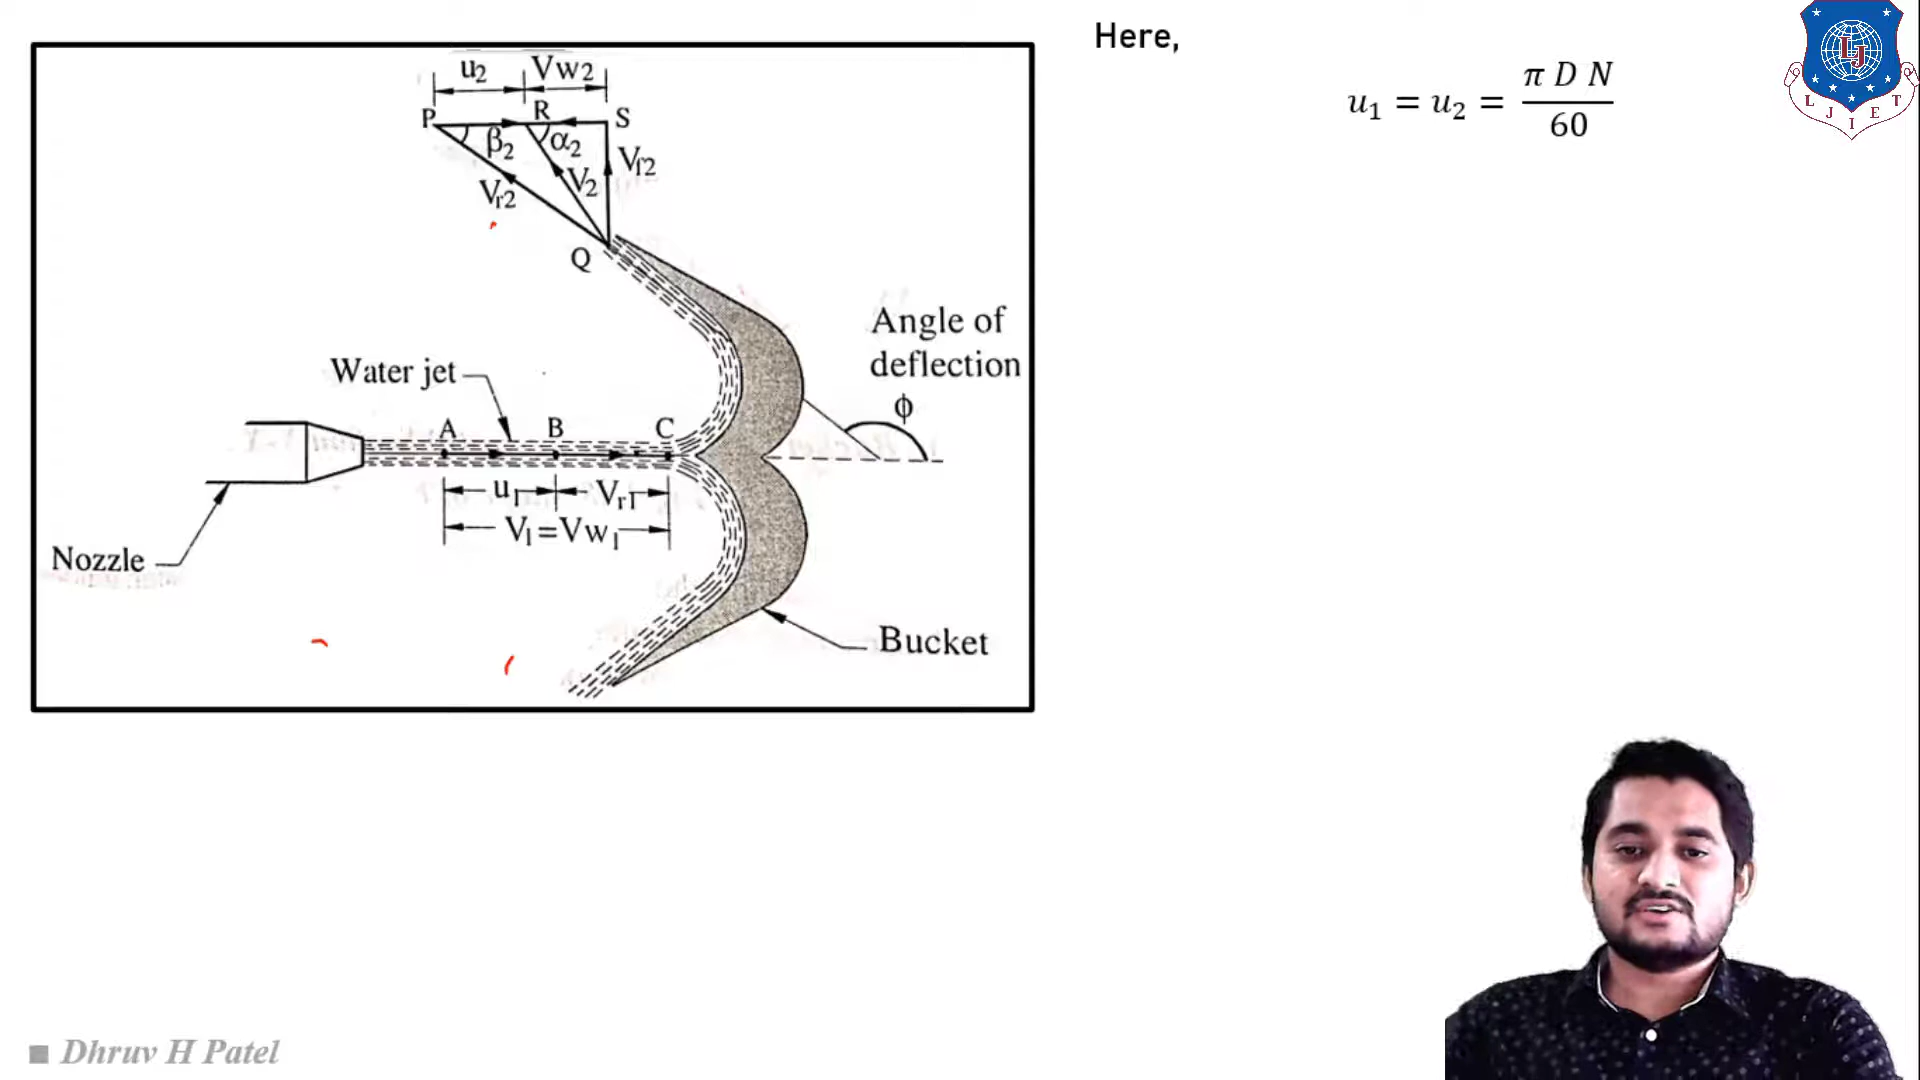 Here,
u₁ = u₂ = π D N / 60
u2 Vw2
P R S
β2 α2
Vf2
V2
Vr2
Q
Angle of
deflection
ϕ
Water jet
A B C
u1 Vr1
V1=Vw1
Nozzle
Bucket
LJ
L J I E T
Dhruv H Patel